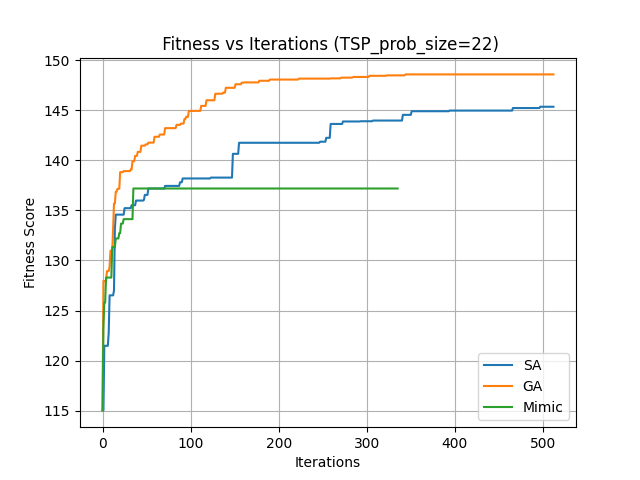 Fitness vs Iterations (TSP_prob_size=22)
150
145
140
135
130
125
120
115
Fitness Score
0 100 200 300 400 500
Iterations
SA
GA
Mimic